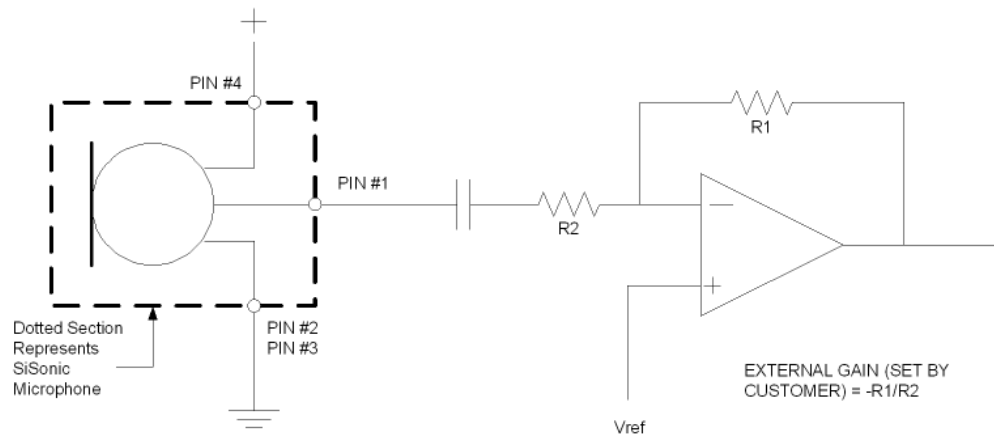 +
PIN #4
R1
PIN #1
R2
−
+
Dotted Section
Represents
SiSonic
Microphone
PIN #2
PIN #3
EXTERNAL GAIN (SET BY
CUSTOMER) = -R1/R2
Vref